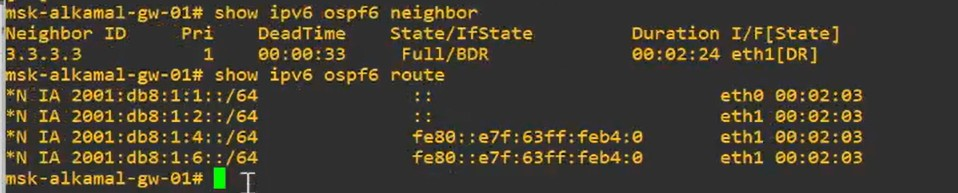 msk-alkamal-gw-01# show ipv6 ospf6 neighbor
Neighbor ID     Pri    DeadTime    State/IfState         Duration I/F[State]
3.3.3.3           1    00:00:33     Full/BDR             00:02:24 eth1[DR]
msk-alkamal-gw-01# show ipv6 ospf6 route
*N IA 2001:db8:1:1::/64              ::                        eth0 00:02:03
*N IA 2001:db8:1:2::/64              ::                        eth1 00:02:03
*N IA 2001:db8:1:4::/64              fe80::e7f:63ff:feb4:0     eth1 00:02:03
*N IA 2001:db8:1:6::/64              fe80::e7f:63ff:feb4:0     eth1 00:02:03
msk-alkamal-gw-01#